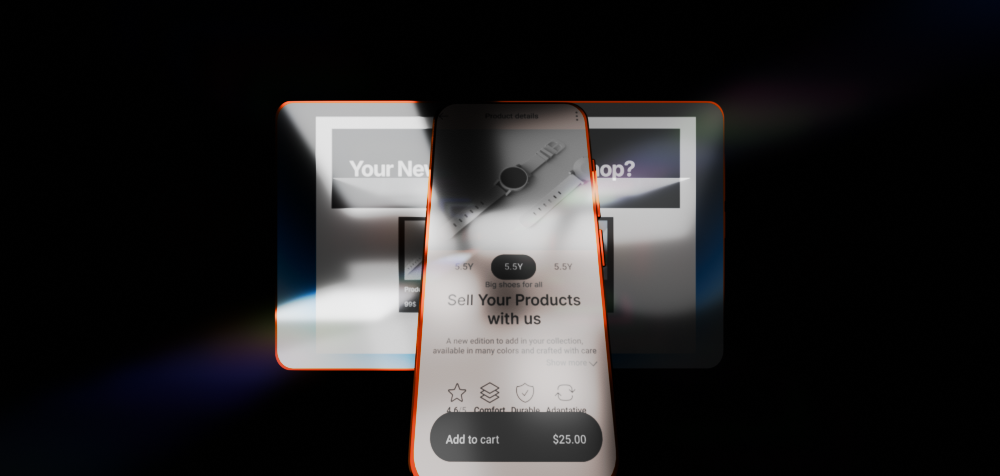 Product details
Your New
hop?
5.5Y 5.5Y 5.5Y
Big shoes for all
Sell Your Products
with us
A new edition to add in your collection,
available in many colors and crafted with care
Show more
4.6/5 Comfort Durable Adaptative
99$
Add to cart $25.00